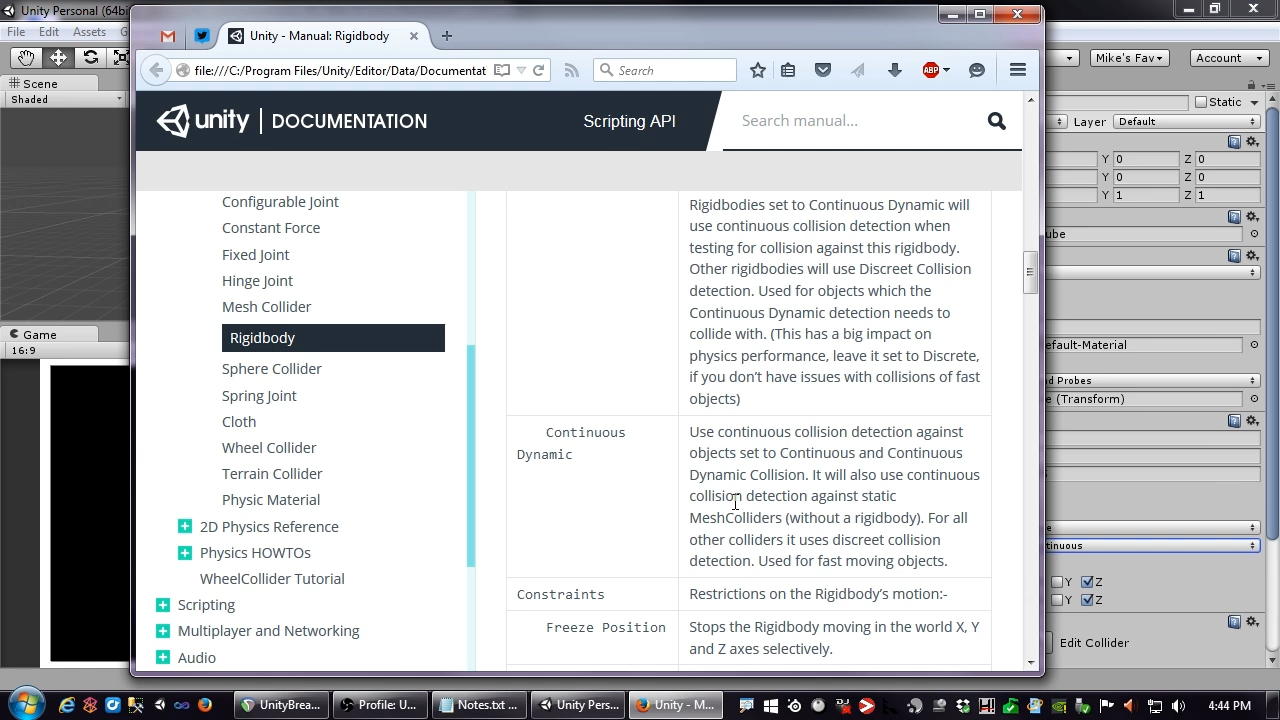 Unity Personal (64bit
File Edit Assets
Scene
Shaded
Game
16:9
Unity - Manual: Rigidbody
file:///C:/Program Files/Unity/Editor/Data/Documentat
Search
ABP
unity | DOCUMENTATION
Scripting API
Search manual...
Configurable Joint
Constant Force
Fixed Joint
Hinge Joint
Mesh Collider
Rigidbody
Sphere Collider
Spring Joint
Cloth
Wheel Collider
Terrain Collider
Physic Material
2D Physics Reference
Physics HOWTOs
WheelCollider Tutorial
Scripting
Multiplayer and Networking
Audio
Rigidbodies set to Continuous Dynamic will
use continuous collision detection when
testing for collision against this rigidbody.
Other rigidbodies will use Discreet Collision
detection. Used for objects which the
Continuous Dynamic detection needs to
collide with. (This has a big impact on
physics performance, leave it set to Discrete,
if you don't have issues with collisions of fast
objects)
Continuous
Dynamic
Use continuous collision detection against
objects set to Continuous and Continuous
Dynamic Collision. It will also use continuous
collision detection against static
MeshColliders (without a rigidbody). For all
other colliders it uses discreet collision
detection. Used for fast moving objects.
Constraints
Restrictions on the Rigidbody's motion:-
Freeze Position
Stops the Rigidbody moving in the world X, Y
and Z axes selectively.
Mike's Fav
Account
Static
Layer Default
Y 0 Z 0
Y 0 Z 0
Y 1 Z 1
ube
efault-Material
d Probes
e (Transform)
e
tinuous
Y Z
Y Z
Edit Collider
UnityBrea...
Profile: U...
Notes.txt ...
Unity Pers...
Unity - M...
4:44 PM